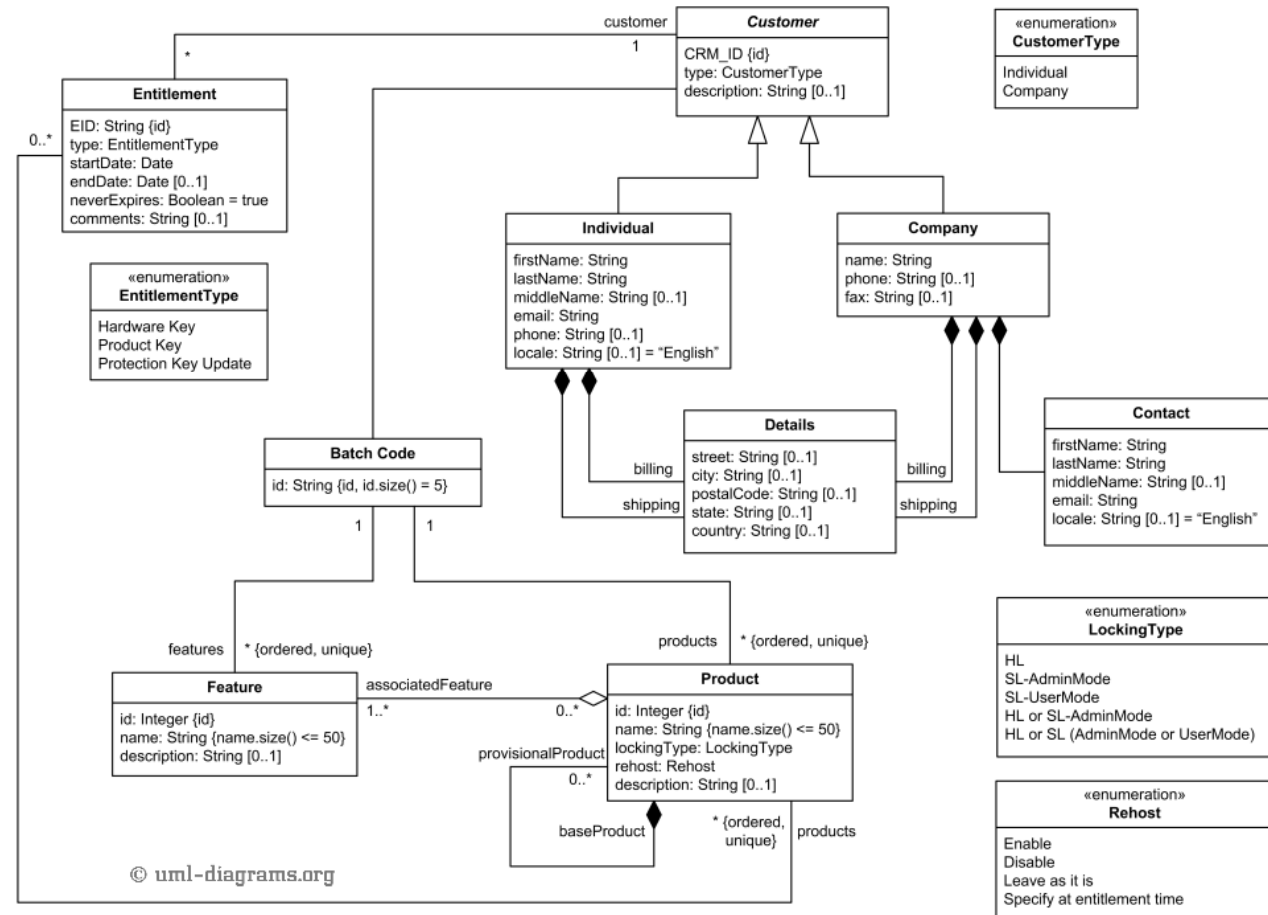 customer
1
*
Customer
CRM_ID {id}
type: CustomerType
description: String [0..1]
«enumeration»
CustomerType
Individual
Company
Entitlement
EID: String {id}
type: EntitlementType
startDate: Date
endDate: Date [0..1]
neverExpires: Boolean = true
comments: String [0..1]
0..*
«enumeration»
EntitlementType
Hardware Key
Product Key
Protection Key Update
Individual
firstName: String
lastName: String
middleName: String [0..1]
email: String
phone: String [0..1]
locale: String [0..1] = “English”
Company
name: String
phone: String [0..1]
fax: String [0..1]
Details
street: String [0..1]
city: String [0..1]
postalCode: String [0..1]
state: String [0..1]
country: String [0..1]
billing
shipping
billing
shipping
Contact
firstName: String
lastName: String
middleName: String [0..1]
email: String
locale: String [0..1] = “English”
Batch Code
id: String {id, id.size() = 5}
1
1
features
* {ordered, unique}
products
* {ordered, unique}
Feature
id: Integer {id}
name: String {name.size() <= 50}
description: String [0..1]
associatedFeature
1..*
0..*
Product
id: Integer {id}
name: String {name.size() <= 50}
lockingType: LockingType
rehost: Rehost
description: String [0..1]
provisionalProduct
0..*
baseProduct
* {ordered,
unique}
products
«enumeration»
LockingType
HL
SL-AdminMode
SL-UserMode
HL or SL-AdminMode
HL or SL (AdminMode or UserMode)
«enumeration»
Rehost
Enable
Disable
Leave as it is
Specify at entitlement time
© uml-diagrams.org